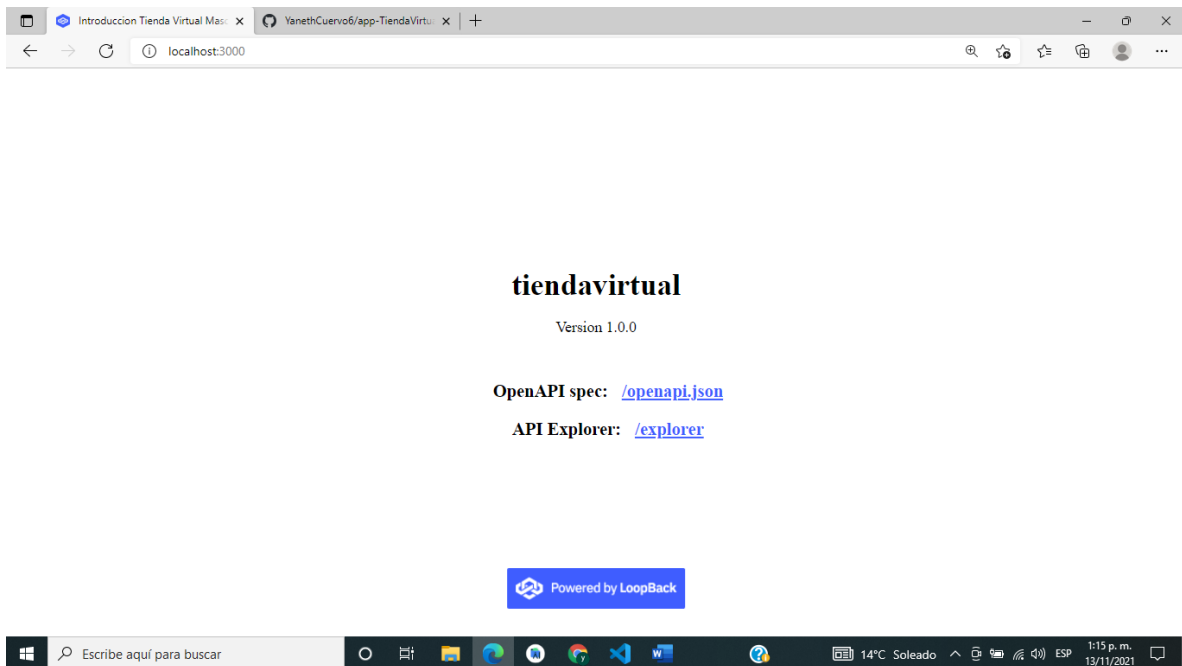 Introduccion Tienda Virtual Masc
YanethCuervo6/app-TiendaVirtu
localhost:3000
tiendavirtual
Version 1.0.0
OpenAPI spec: /openapi.json
API Explorer: /explorer
Powered by LoopBack
Escribe aquí para buscar
14°C Soleado
ESP
1:15 p. m.
13/11/2021